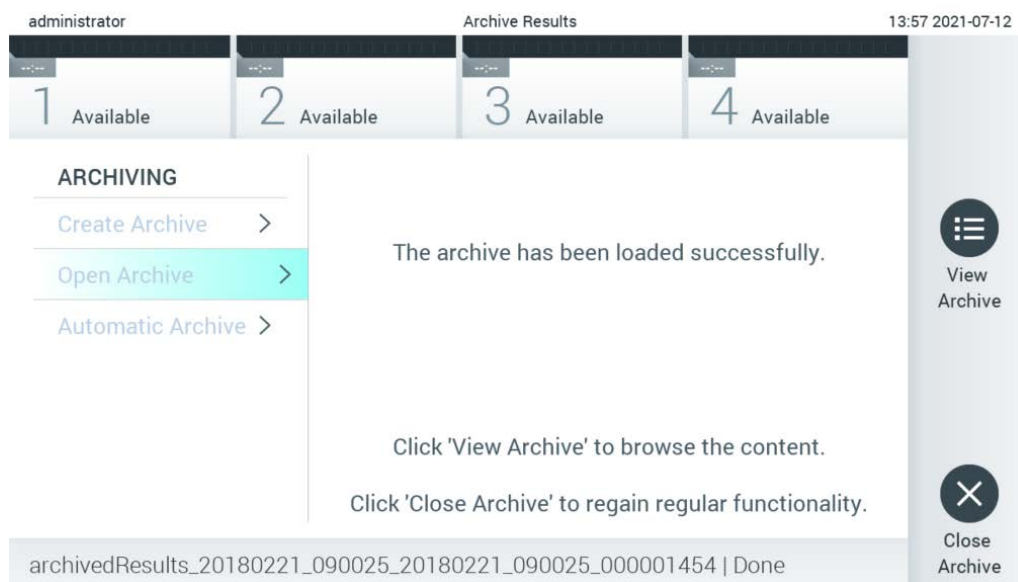 administrator Archive Results 13:57 2021-07-12
--:-- --:-- --:-- --:--
1 Available 2 Available 3 Available 4 Available
ARCHIVING
Create Archive
Open Archive
Automatic Archive
The archive has been loaded successfully.
Click 'View Archive' to browse the content.
Click 'Close Archive' to regain regular functionality.
View
Archive
Close
Archive
archivedResults_20180221_090025_20180221_090025_000001454 | Done